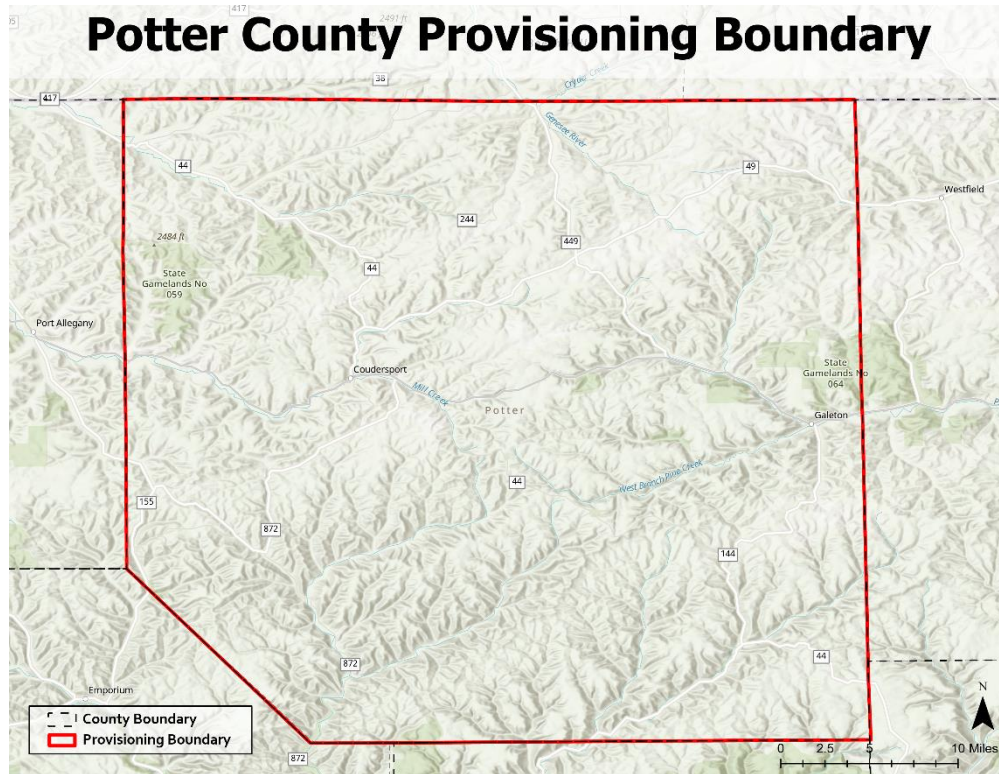 Potter County Provisioning Boundary
417
2491 ft
38
Cryder Creek
417
Genesee River
44
49
Westfield
244
449
2484 ft
44
State
Gamelands No
059
Port Allegany
State
Gamelands No
064
Coudersport
Mill Creek
Potter
Galeton
West Branch Pine Creek
44
155
872
144
872
44
Emporium
N
County Boundary
Provisioning Boundary
872
0 2.5 5 10 Miles